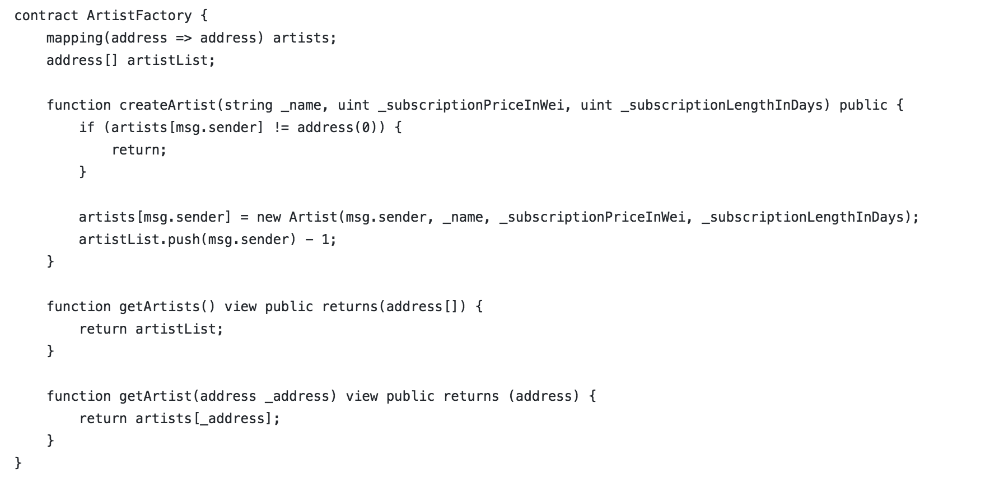 contract ArtistFactory {
    mapping(address => address) artists;
    address[] artistList;

    function createArtist(string _name, uint _subscriptionPriceInWei, uint _subscriptionLengthInDays) public {
        if (artists[msg.sender] != address(0)) {
            return;
        }

        artists[msg.sender] = new Artist(msg.sender, _name, _subscriptionPriceInWei, _subscriptionLengthInDays);
        artistList.push(msg.sender) - 1;
    }

    function getArtists() view public returns(address[]) {
        return artistList;
    }

    function getArtist(address _address) view public returns (address) {
        return artists[_address];
    }
}